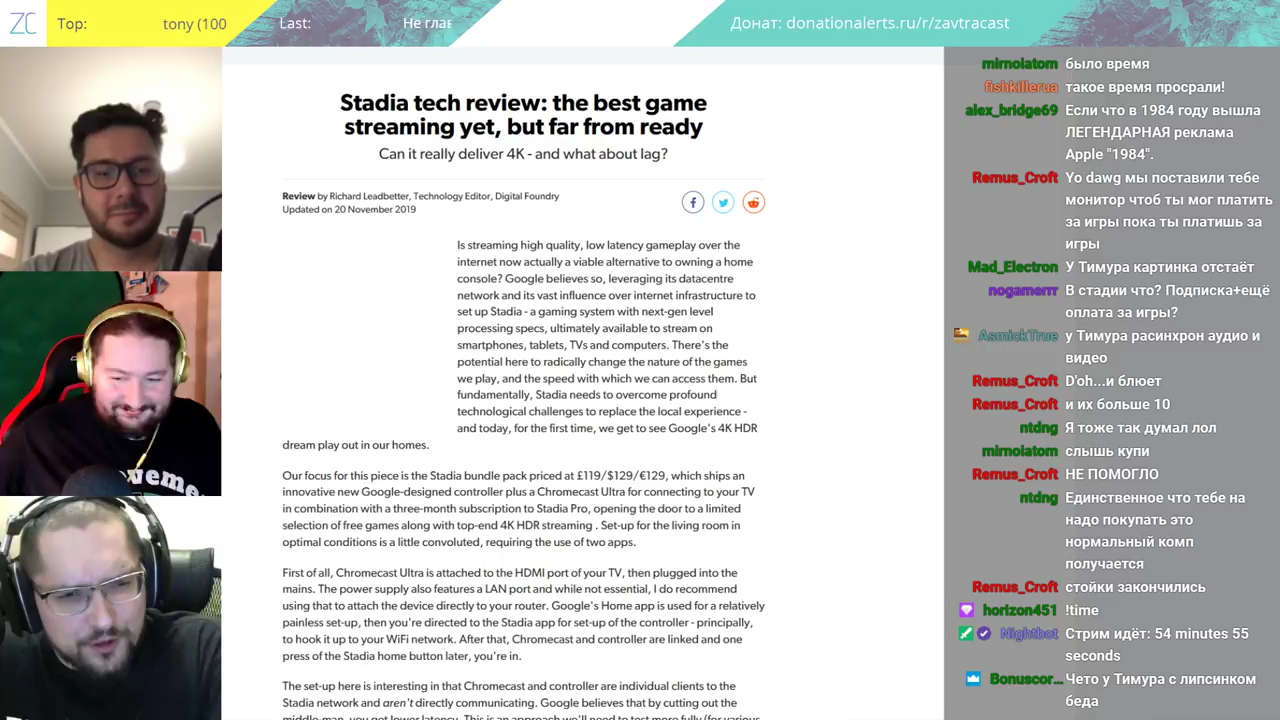 ZC
Top:
tony (100
Last:
Не глав
Донат: donationalerts.ru/r/zavtracast
Stadia tech review: the best game
streaming yet, but far from ready
Can it really deliver 4K - and what about lag?
Review by Richard Leadbetter, Technology Editor, Digital Foundry
Updated on 20 November 2019
Is streaming high quality, low latency gameplay over the
internet now actually a viable alternative to owning a home
console? Google believes so, leveraging its datacentre
network and its vast influence over internet infrastructure to
set up Stadia - a gaming system with next-gen level
processing specs, ultimately available to stream on
smartphones, tablets, TVs and computers. There's the
potential here to radically change the nature of the games
we play, and the speed with which we can access them. But
fundamentally, Stadia needs to overcome profound
technological challenges to replace the local experience -
and today, for the first time, we get to see Google's 4K HDR
dream play out in our homes.
Our focus for this piece is the Stadia bundle pack priced at £119/$129/€129, which ships an
innovative new Google-designed controller plus a Chromecast Ultra for connecting to your TV
in combination with a three-month subscription to Stadia Pro, opening the door to a limited
selection of free games along with top-end 4K HDR streaming . Set-up for the living room in
optimal conditions is a little convoluted, requiring the use of two apps.
First of all, Chromecast Ultra is attached to the HDMI port of your TV, then plugged into the
mains. The power supply also features a LAN port and while not essential, I do recommend
using that to attach the device directly to your router. Google's Home app is used for a relatively
painless set-up, then you're directed to the Stadia app for set-up of the controller - principally,
to hook it up to your WiFi network. After that, Chromecast and controller are linked and one
press of the Stadia home button later, you're in.
The set-up here is interesting in that Chromecast and controller are individual clients to the
Stadia network and aren't directly communicating. Google believes that by cutting out the
middle-man, you get lower latency. This is an approach we'll need to test more fully (for various
mirnoiatom было время
fishkillerua такое время просрали!
alex_bridge69 Если что в 1984 году вышла
ЛЕГЕНДАРНАЯ реклама
Apple "1984".
Remus_Croft Yo dawg мы поставили тебе
монитор чтоб ты мог платить
за игры пока ты платишь за
игры
Mad_Electron У Тимура картинка отстаёт
nogamerrr В стадии что? Подписка+ещё
оплата за игры?
AsmickTrue у Тимура расинхрон аудио и
видео
Remus_Croft D'oh...и блюет
Remus_Croft и их больше 10
ntdng Я тоже так думал лол
mirnoiatom слышь купи
Remus_Croft НЕ ПОМОГЛО
ntdng Единственное что тебе на
надо покупать это
нормальный комп
получается
Remus_Croft стойки закончились
horizon451 !time
Nightbot Стрим идёт: 54 minutes 55
seconds
Bonuscor... Чето у Тимура с липсинком
беда